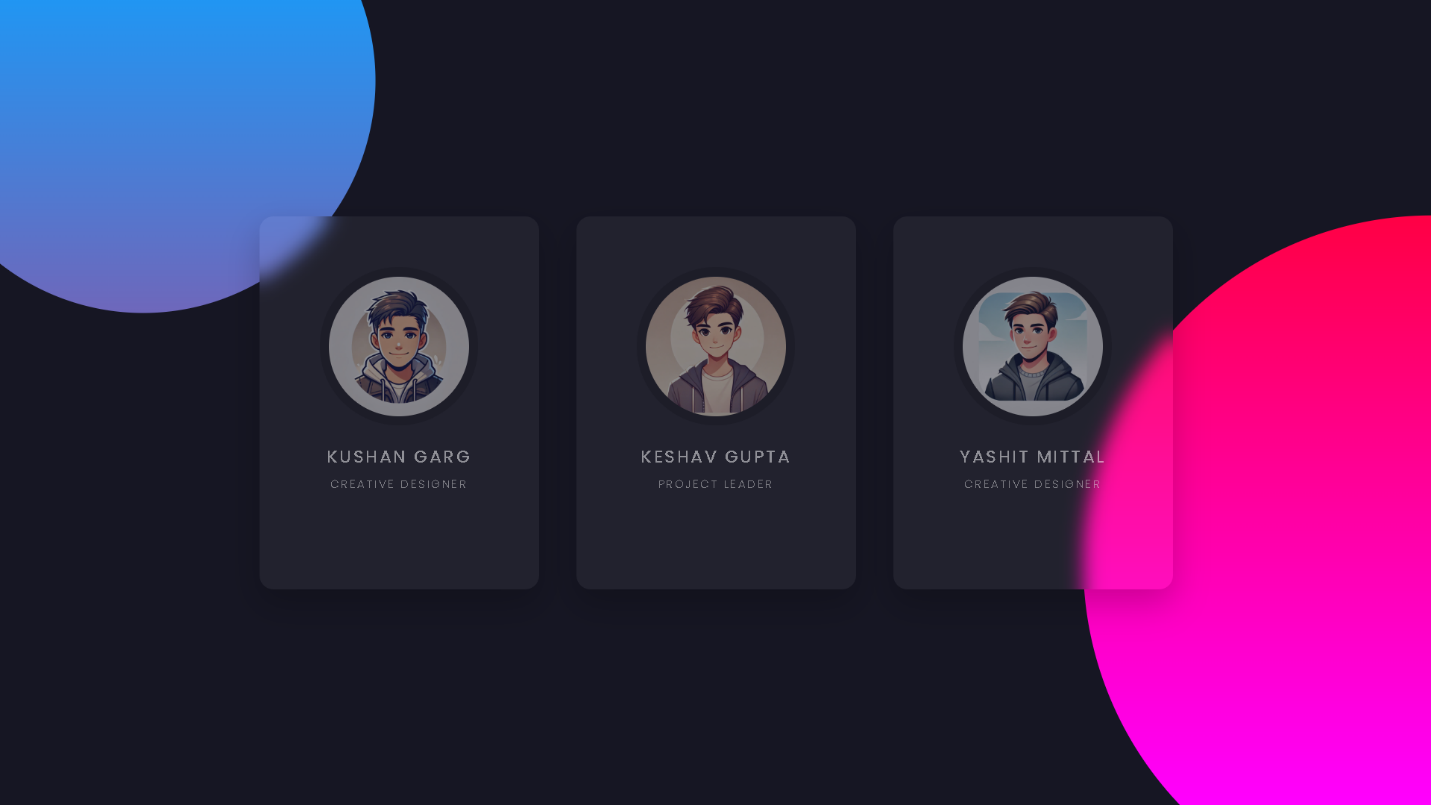 KUSHAN GARG
CREATIVE DESIGNER
KESHAV GUPTA
PROJECT LEADER
YASHIT MITTAL
CREATIVE DESIGNER